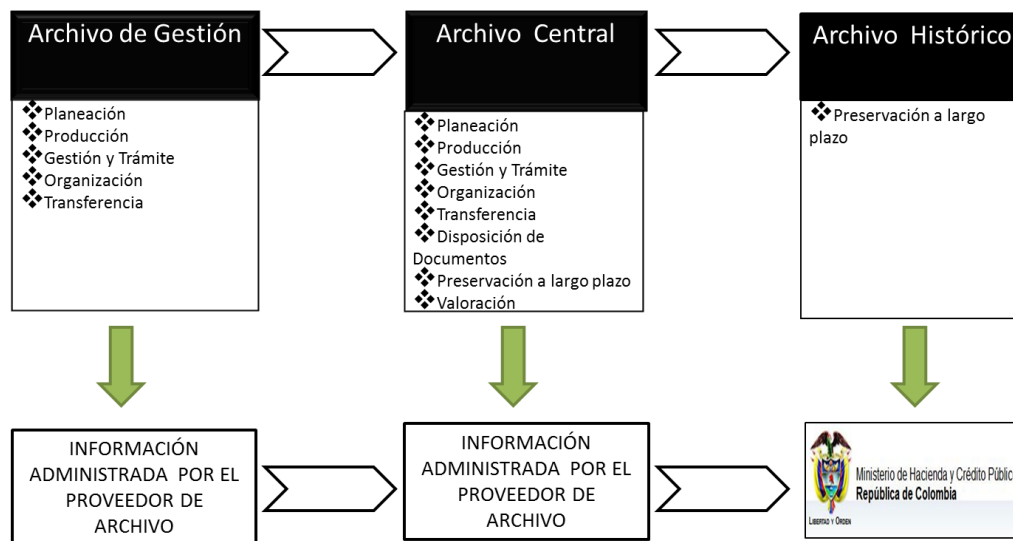 Archivo de Gestión
❖Planeación
❖Producción
❖Gestión y Trámite
❖Organización
❖Transferencia
Archivo Central
❖Planeación
❖Producción
❖Gestión y Trámite
❖Organización
❖Transferencia
❖Disposición de
Documentos
❖Preservación a largo plazo
❖Valoración
Archivo Histórico
❖Preservación a largo
plazo
INFORMACIÓN
ADMINISTRADA POR EL
PROVEEDOR DE
ARCHIVO
INFORMACIÓN
ADMINISTRADA POR EL
PROVEEDOR DE
ARCHIVO
Ministerio de Hacienda y Crédito Público
República de Colombia
LIBERTAD Y ORDEN